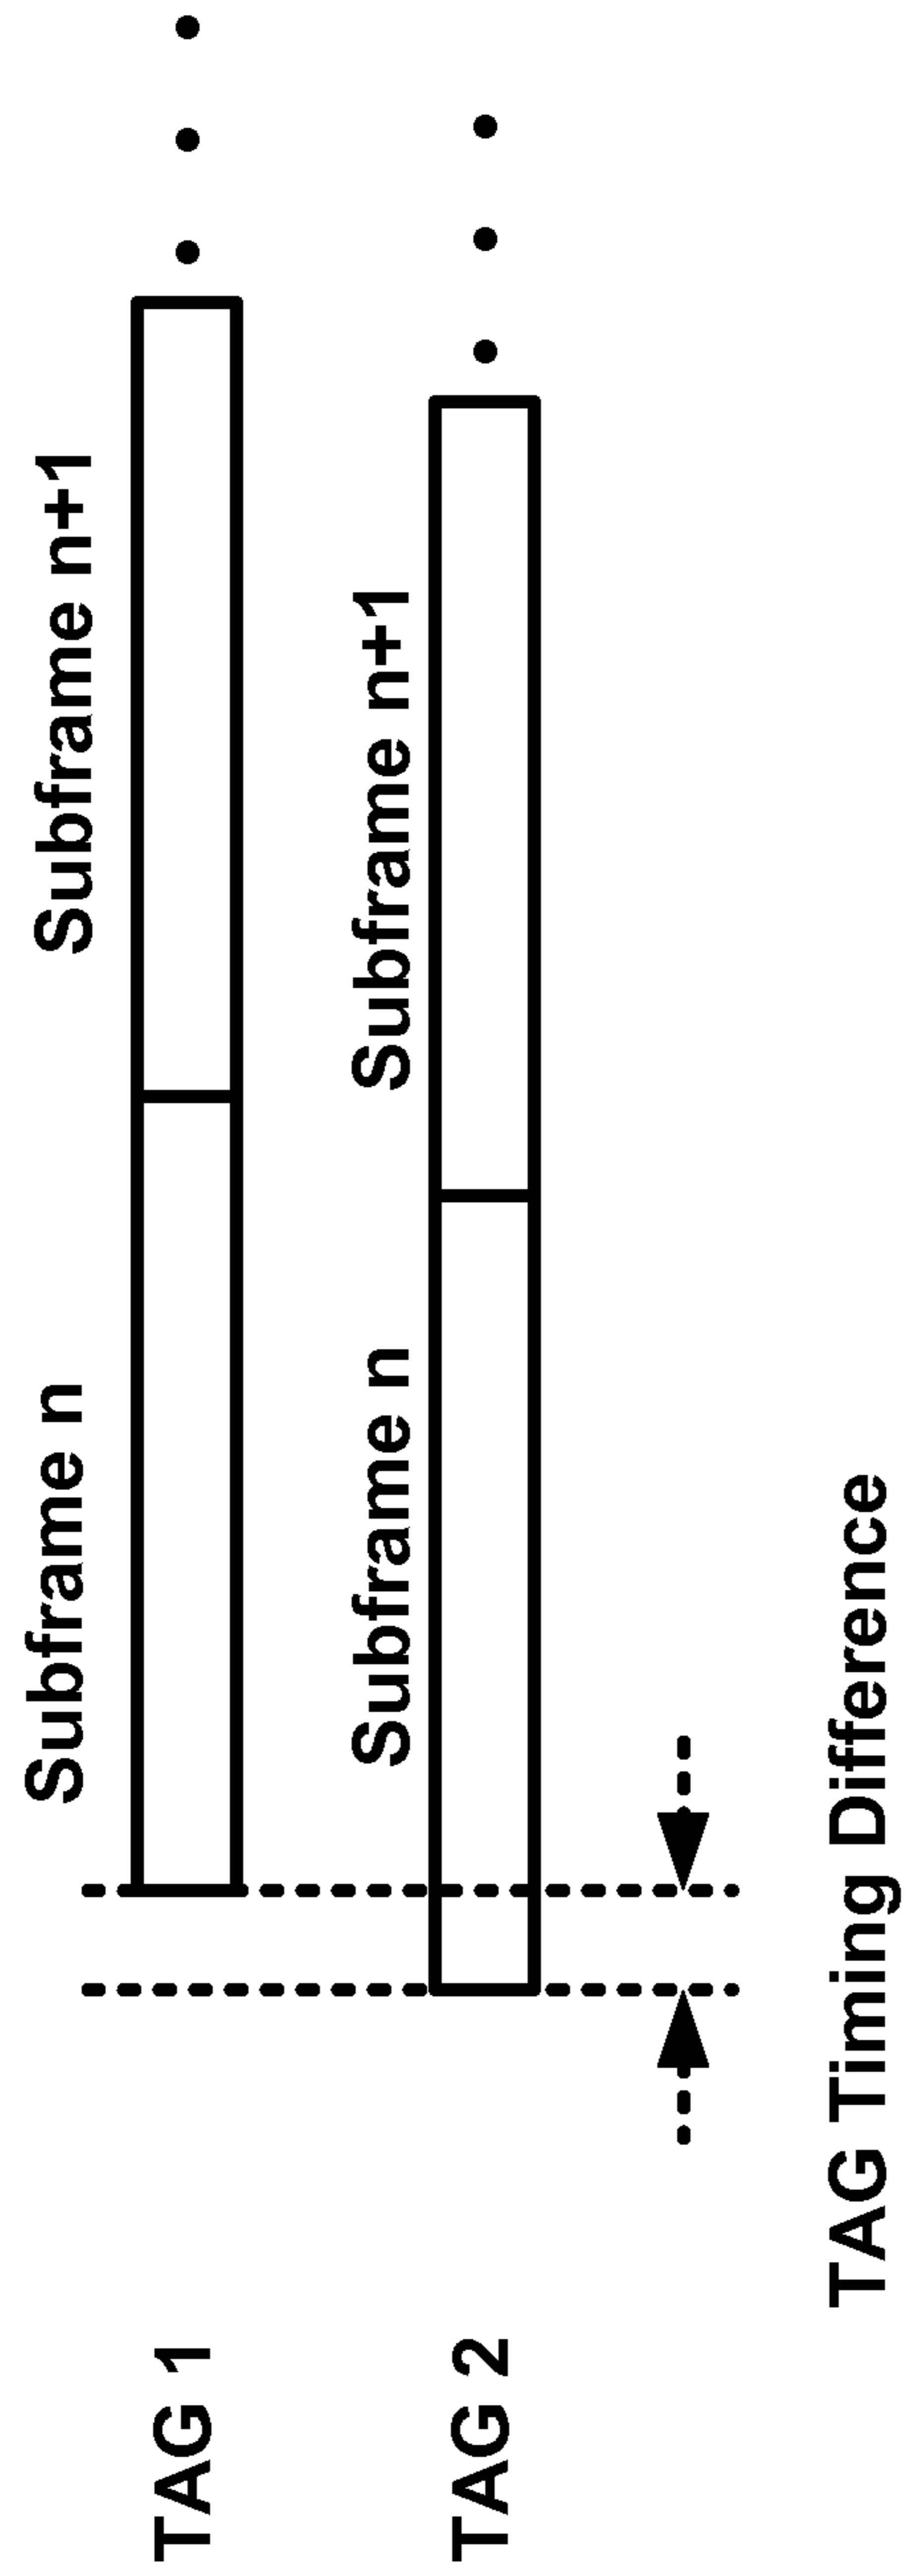 Subframe n
Subframe n+1
TAG 1
Subframe n
Subframe n+1
TAG 2
TAG Timing Difference